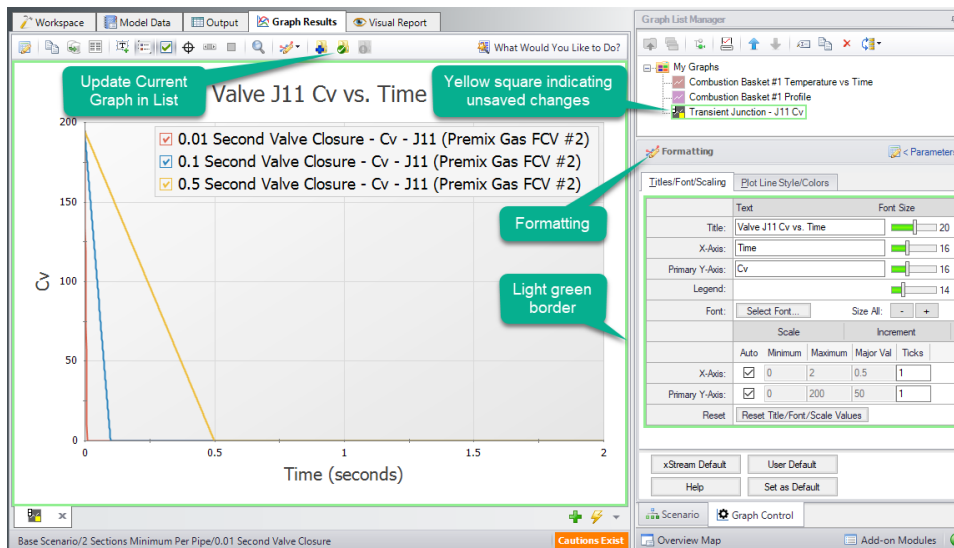 Workspace
Model Data
Output
Graph Results
Visual Report
What Would You Like to Do?
Update Current
Graph in List
Valve J11 Cv vs. Time
0.01 Second Valve Closure - Cv - J11 (Premix Gas FCV #2)
0.1 Second Valve Closure - Cv - J11 (Premix Gas FCV #2)
0.5 Second Valve Closure - Cv - J11 (Premix Gas FCV #2)
200
150
100
50
0
Cv
0 0.5 1 1.5 2
Time (seconds)
Base Scenario/2 Sections Minimum Per Pipe/0.01 Second Valve Closure
Cautions Exist
Yellow square indicating
unsaved changes
Formatting
Light green
border
Graph List Manager
My Graphs
Combustion Basket #1 Temperature vs Time
Combustion Basket #1 Profile
Transient Junction - J11 Cv
Formatting
< Parameter
Titles/Font/Scaling
Plot Line Style/Colors
Text Font Size
Title: Valve J11 Cv vs. Time 20
X-Axis: Time 16
Primary Y-Axis: Cv 16
Legend: 14
Font: Select Font... Size All: - +
Scale Increment
Auto Minimum Maximum Major Val Ticks
X-Axis: 0 2 0.5 1
Primary Y-Axis: 0 200 50 1
Reset Reset Title/Font/Scale Values
xStream Default User Default
Help Set as Default
Scenario Graph Control
Overview Map Add-on Modules